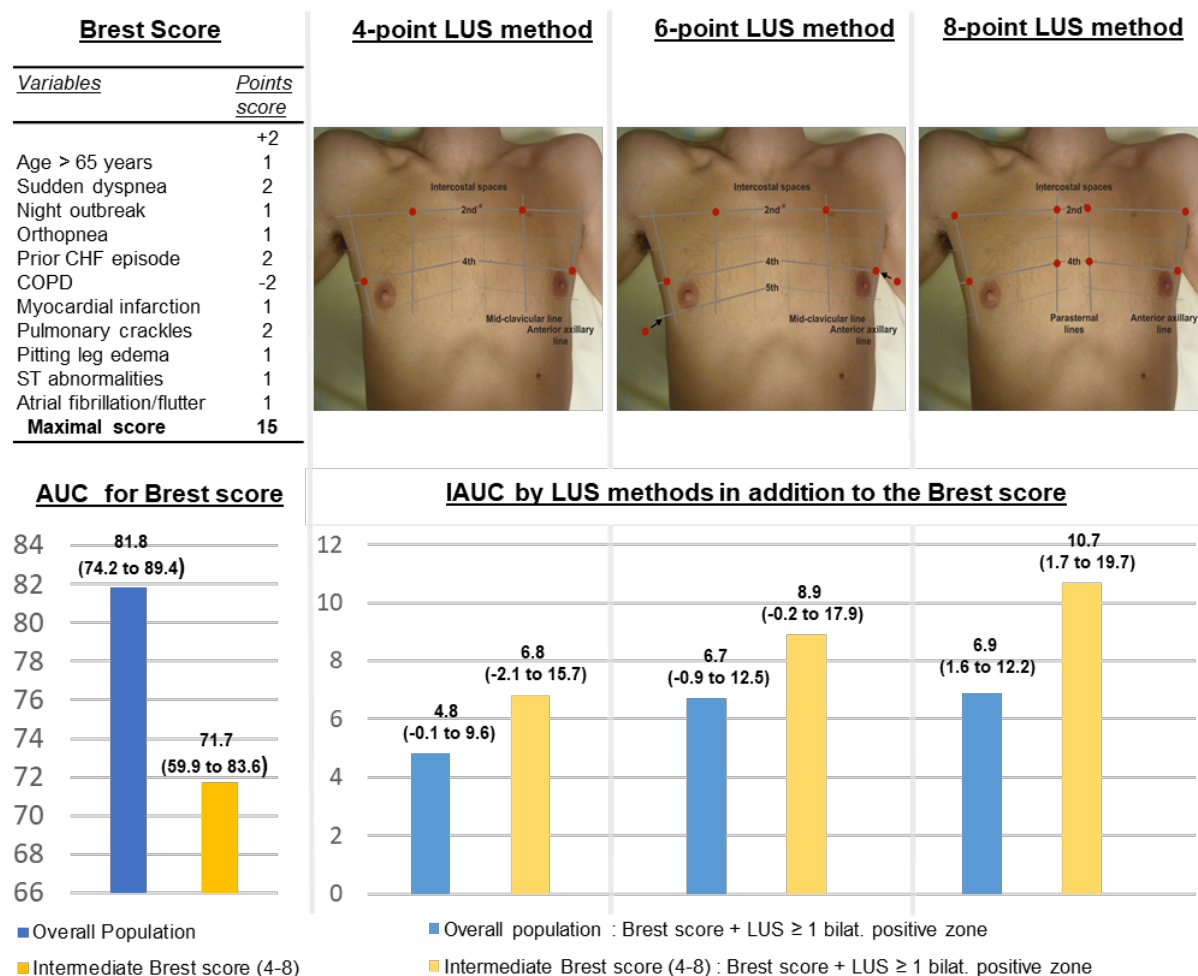 Brest Score
Variables Points score
+2
Age > 65 years 1
Sudden dyspnea 2
Night outbreak 1
Orthopnea 1
Prior CHF episode 2
COPD -2
Myocardial infarction 1
Pulmonary crackles 2
Pitting leg edema 1
ST abnormalities 1
Atrial fibrillation/flutter 1
Maximal score 15
4-point LUS method
Intercostal spaces
2nd
4th
Mid-clavicular line
Anterior axillary
line
6-point LUS method
Intercostal spaces
2nd
4th
5th
Mid-clavicular line
Anterior axillary
line
8-point LUS method
Intercostal spaces
2nd
4th
Parasternal
lines
Anterior axillary
line
AUC for Brest score
84
82
80
78
76
74
72
70
68
66
81.8
(74.2 to 89.4)
71.7
(59.9 to 83.6)
Overall Population
Intermediate Brest score (4-8)
IAUC by LUS methods in addition to the Brest score
12
10
8
6
4
2
0
4.8
(-0.1 to 9.6)
6.8
(-2.1 to 15.7)
6.7
(-0.9 to 12.5)
8.9
(-0.2 to 17.9)
6.9
(1.6 to 12.2)
10.7
(1.7 to 19.7)
Overall population : Brest score + LUS ≥ 1 bilat. positive zone
Intermediate Brest score (4-8) : Brest score + LUS ≥ 1 bilat. positive zone